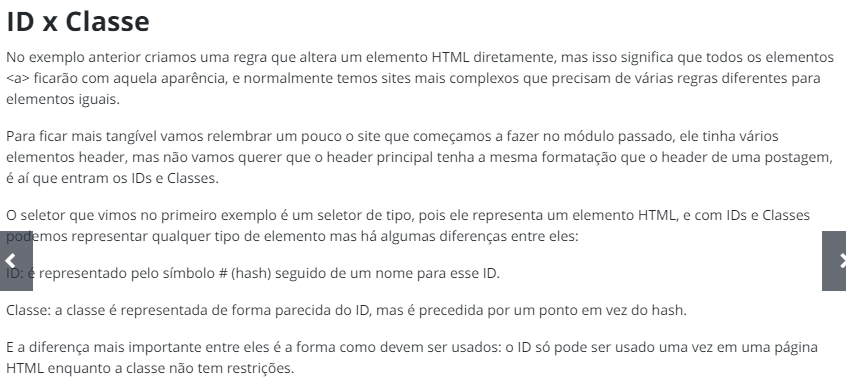 ID x Classe
No exemplo anterior criamos uma regra que altera um elemento HTML diretamente, mas isso significa que todos os elementos
<a> ficarão com aquela aparência, e normalmente temos sites mais complexos que precisam de várias regras diferentes para
elementos iguais.
Para ficar mais tangível vamos relembrar um pouco o site que começamos a fazer no módulo passado, ele tinha vários
elementos header, mas não vamos querer que o header principal tenha a mesma formatação que o header de uma postagem,
é aí que entram os IDs e Classes.
O seletor que vimos no primeiro exemplo é um seletor de tipo, pois ele representa um elemento HTML, e com IDs e Classes
podemos representar qualquer tipo de elemento mas há algumas diferenças entre eles:
ID: é representado pelo símbolo # (hash) seguido de um nome para esse ID.
Classe: a classe é representada de forma parecida do ID, mas é precedida por um ponto em vez do hash.
E a diferença mais importante entre eles é a forma como devem ser usados: o ID só pode ser usado uma vez em uma página
HTML enquanto a classe não tem restrições.